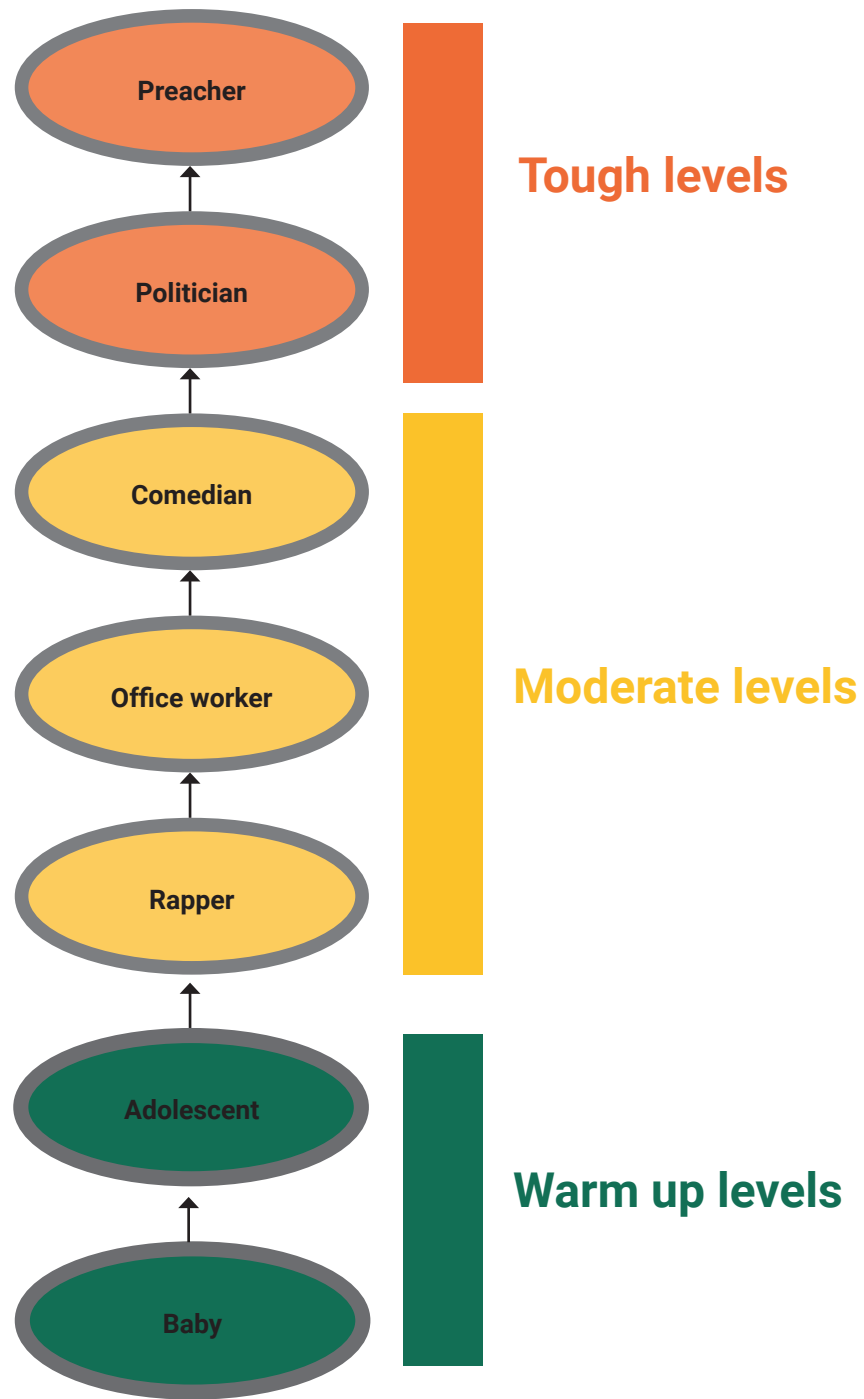 Preacher
Tough levels
Politician
Comedian
Office worker
Moderate levels
Rapper
Adolescent
Warm up levels
Baby